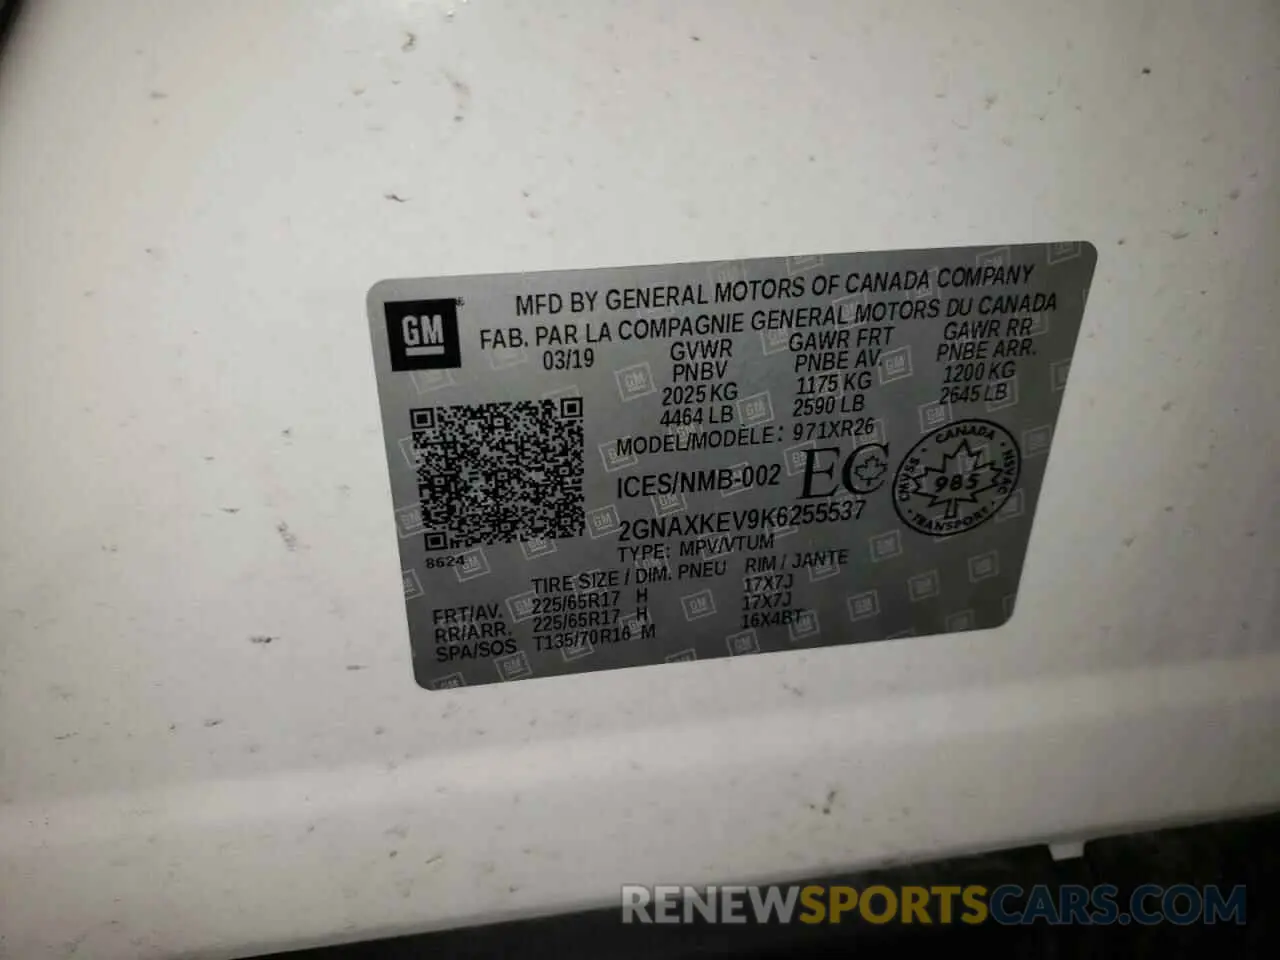 GM
MFD BY GENERAL MOTORS OF CANADA COMPANY
FAB. PAR LA COMPAGNIE GENERAL MOTORS DU CANADA
03/19 GVWR GAWR FRT GAWR RR
PNBV PNBE AV. PNBE ARR.
2025 KG 1175 KG 1200 KG
4464 LB 2590 LB 2645 LB
MODEL/MODÈLE: 971XR26
ICES/NMB-002 EC
CANADA
CMVSS 985 NSVAC
TRANSPORT
2GNAXKEV9K6255537
TYPE: MPV/VTUM
8624
TIRE SIZE / DIM. PNEU RIM / JANTE
FRT/AV. 225/65R17 H 17X7J
RR/ARR. 225/65R17 H 17X7J
SPA/SOS T135/70R16 M 16X4BT
RENEWSPORTSCARS.COM